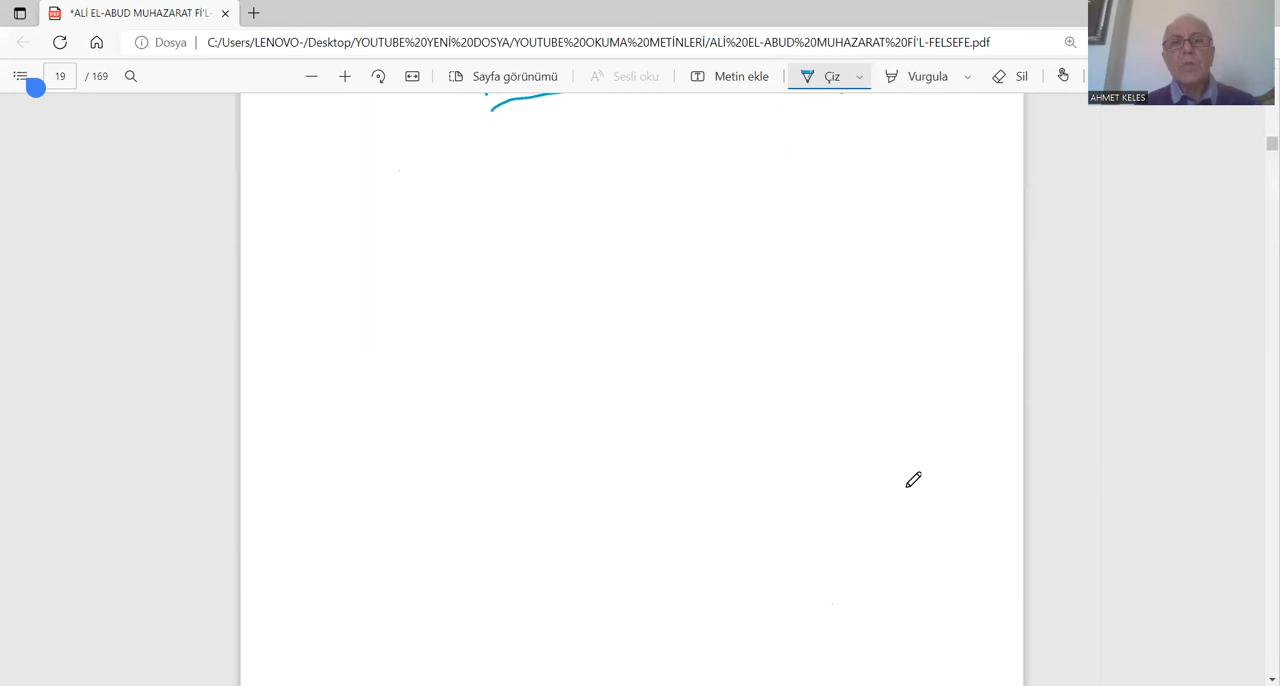 *ALİ EL-ABUD MUHAZARAT Fİ'L-
Dosya
C:/Users/LENOVO-/Desktop/YOUTUBE%20YENİ%20DOSYA/YOUTUBE%20OKUMA%20METİNLERİ/ALİ%20EL-ABUD%20MUHAZARAT%20Fİ'L-FELSEFE.pdf
19 / 169
Sayfa görünümü
Sesli oku
Metin ekle
Çiz
Vurgula
Sil
AHMET KELES